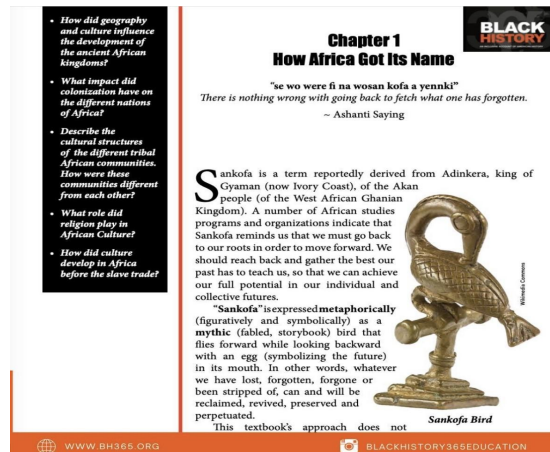 • How did geography
and culture influence
the development of
the ancient African
kingdoms?
• What impact did
colonization have on
the different nations
of Africa?
• Describe the
cultural structures
of the different tribal
African communities.
How were these
communities different
from each other?
• What role did
religion play in
African Culture?
• How did culture
develop in Africa
before the slave trade?
BLACK
HISTORY
Chapter 1
How Africa Got Its Name
"se wo were fi na wosan kofa a yennki"
There is nothing wrong with going back to fetch what one has forgotten.
~ Ashanti Saying
Sankofa is a term reportedly derived from Adinkera, king of
Gyaman (now Ivory Coast), of the Akan
people (of the West African Ghanian
Kingdom). A number of African studies
programs and organizations indicate that
Sankofa reminds us that we must go back
to our roots in order to move forward. We
should reach back and gather the best our
past has to teach us, so that we can achieve
our full potential in our individual and
collective futures.
"Sankofa" is expressed metaphorically
(figuratively and symbolically) as a
mythic (fabled, storybook) bird that
flies forward while looking backward
with an egg (symbolizing the future)
in its mouth. In other words, whatever
we have lost, forgotten, forgone or
been stripped of, can and will be
reclaimed, revived, preserved and
perpetuated.
This textbook's approach does not
Wikimedia Commons
Sankofa Bird
WWW.BH365.ORG
BLACKHISTORY365EDUCATION